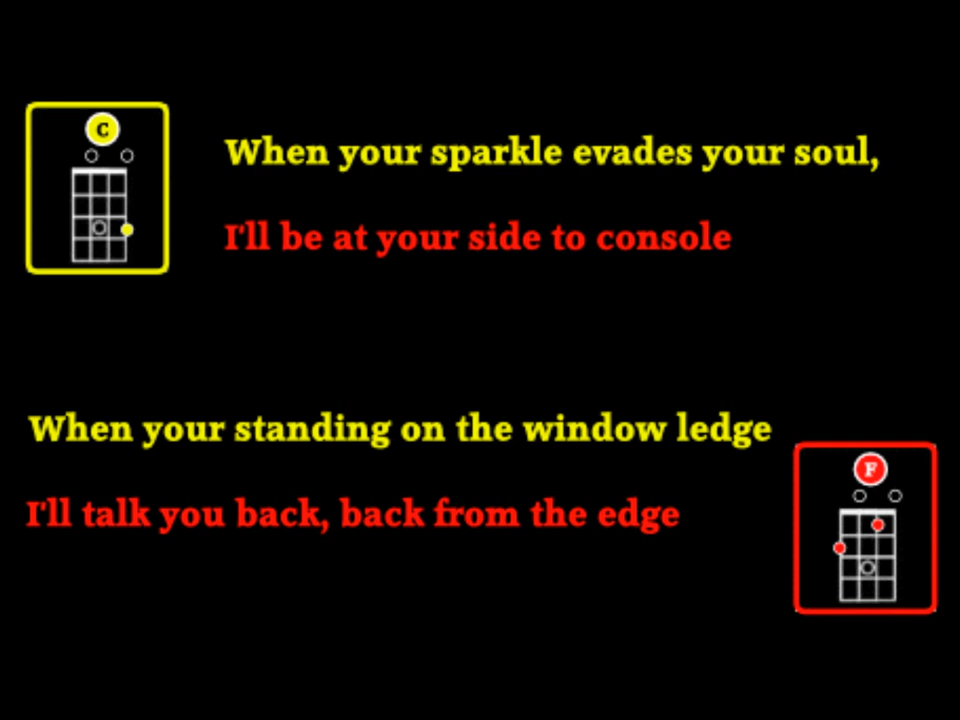 C
When your sparkle evades your soul,
I'll be at your side to console
When your standing on the window ledge
I'll talk you back, back from the edge
F